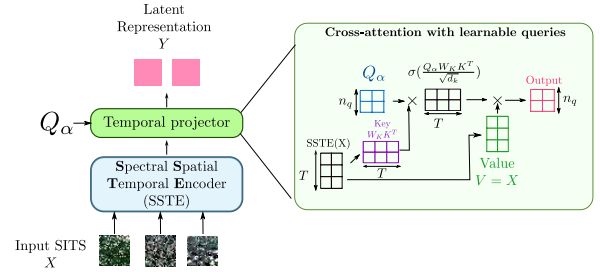 Latent
Representation
Y
Q_α
Temporal projector
Spectral Spatial
Temporal Encoder
(SSTE)
Input SITS
X
Cross-attention with learnable queries
Q_α
σ(Q_α W_K K^T / √d_k)
Output
n_q
×
×
n_q
T
Key
W_K K^T
SSTE(X)
T
T
Value
V = X